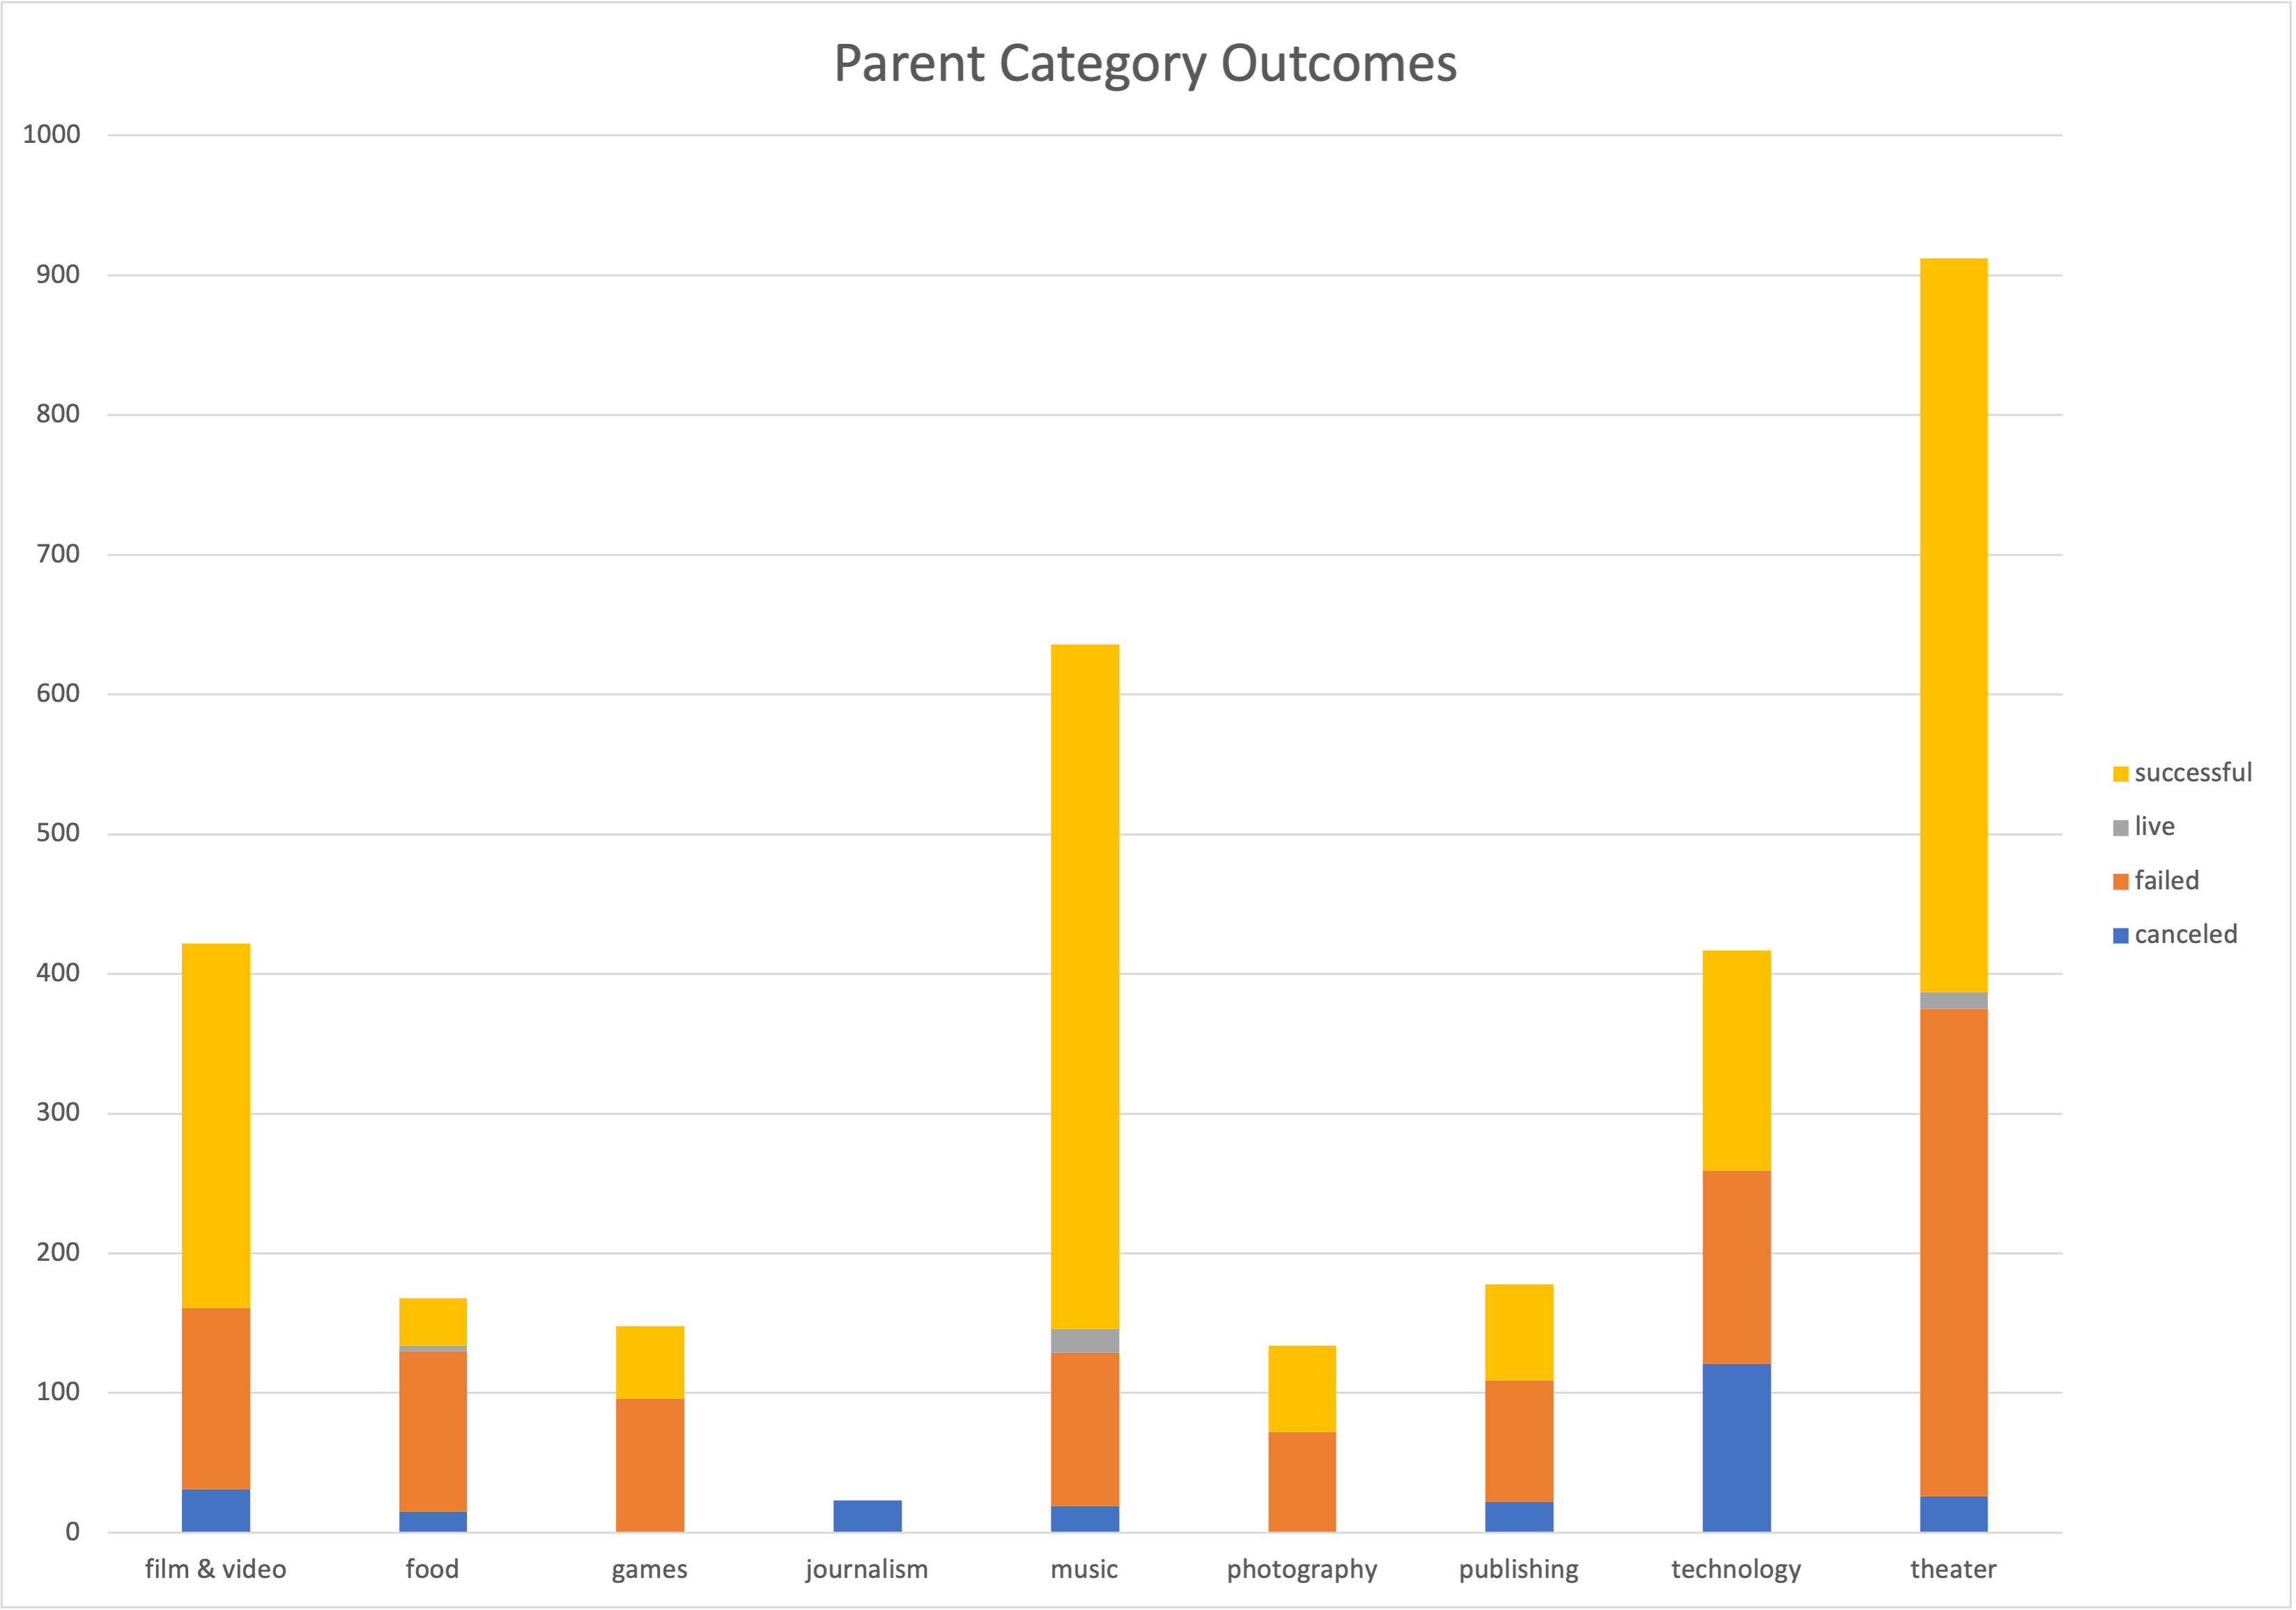 Parent Category Outcomes
1000
900
800
700
600
500
400
300
200
100
0
successful
live
failed
canceled
film & video food games journalism music photography publishing technology theater